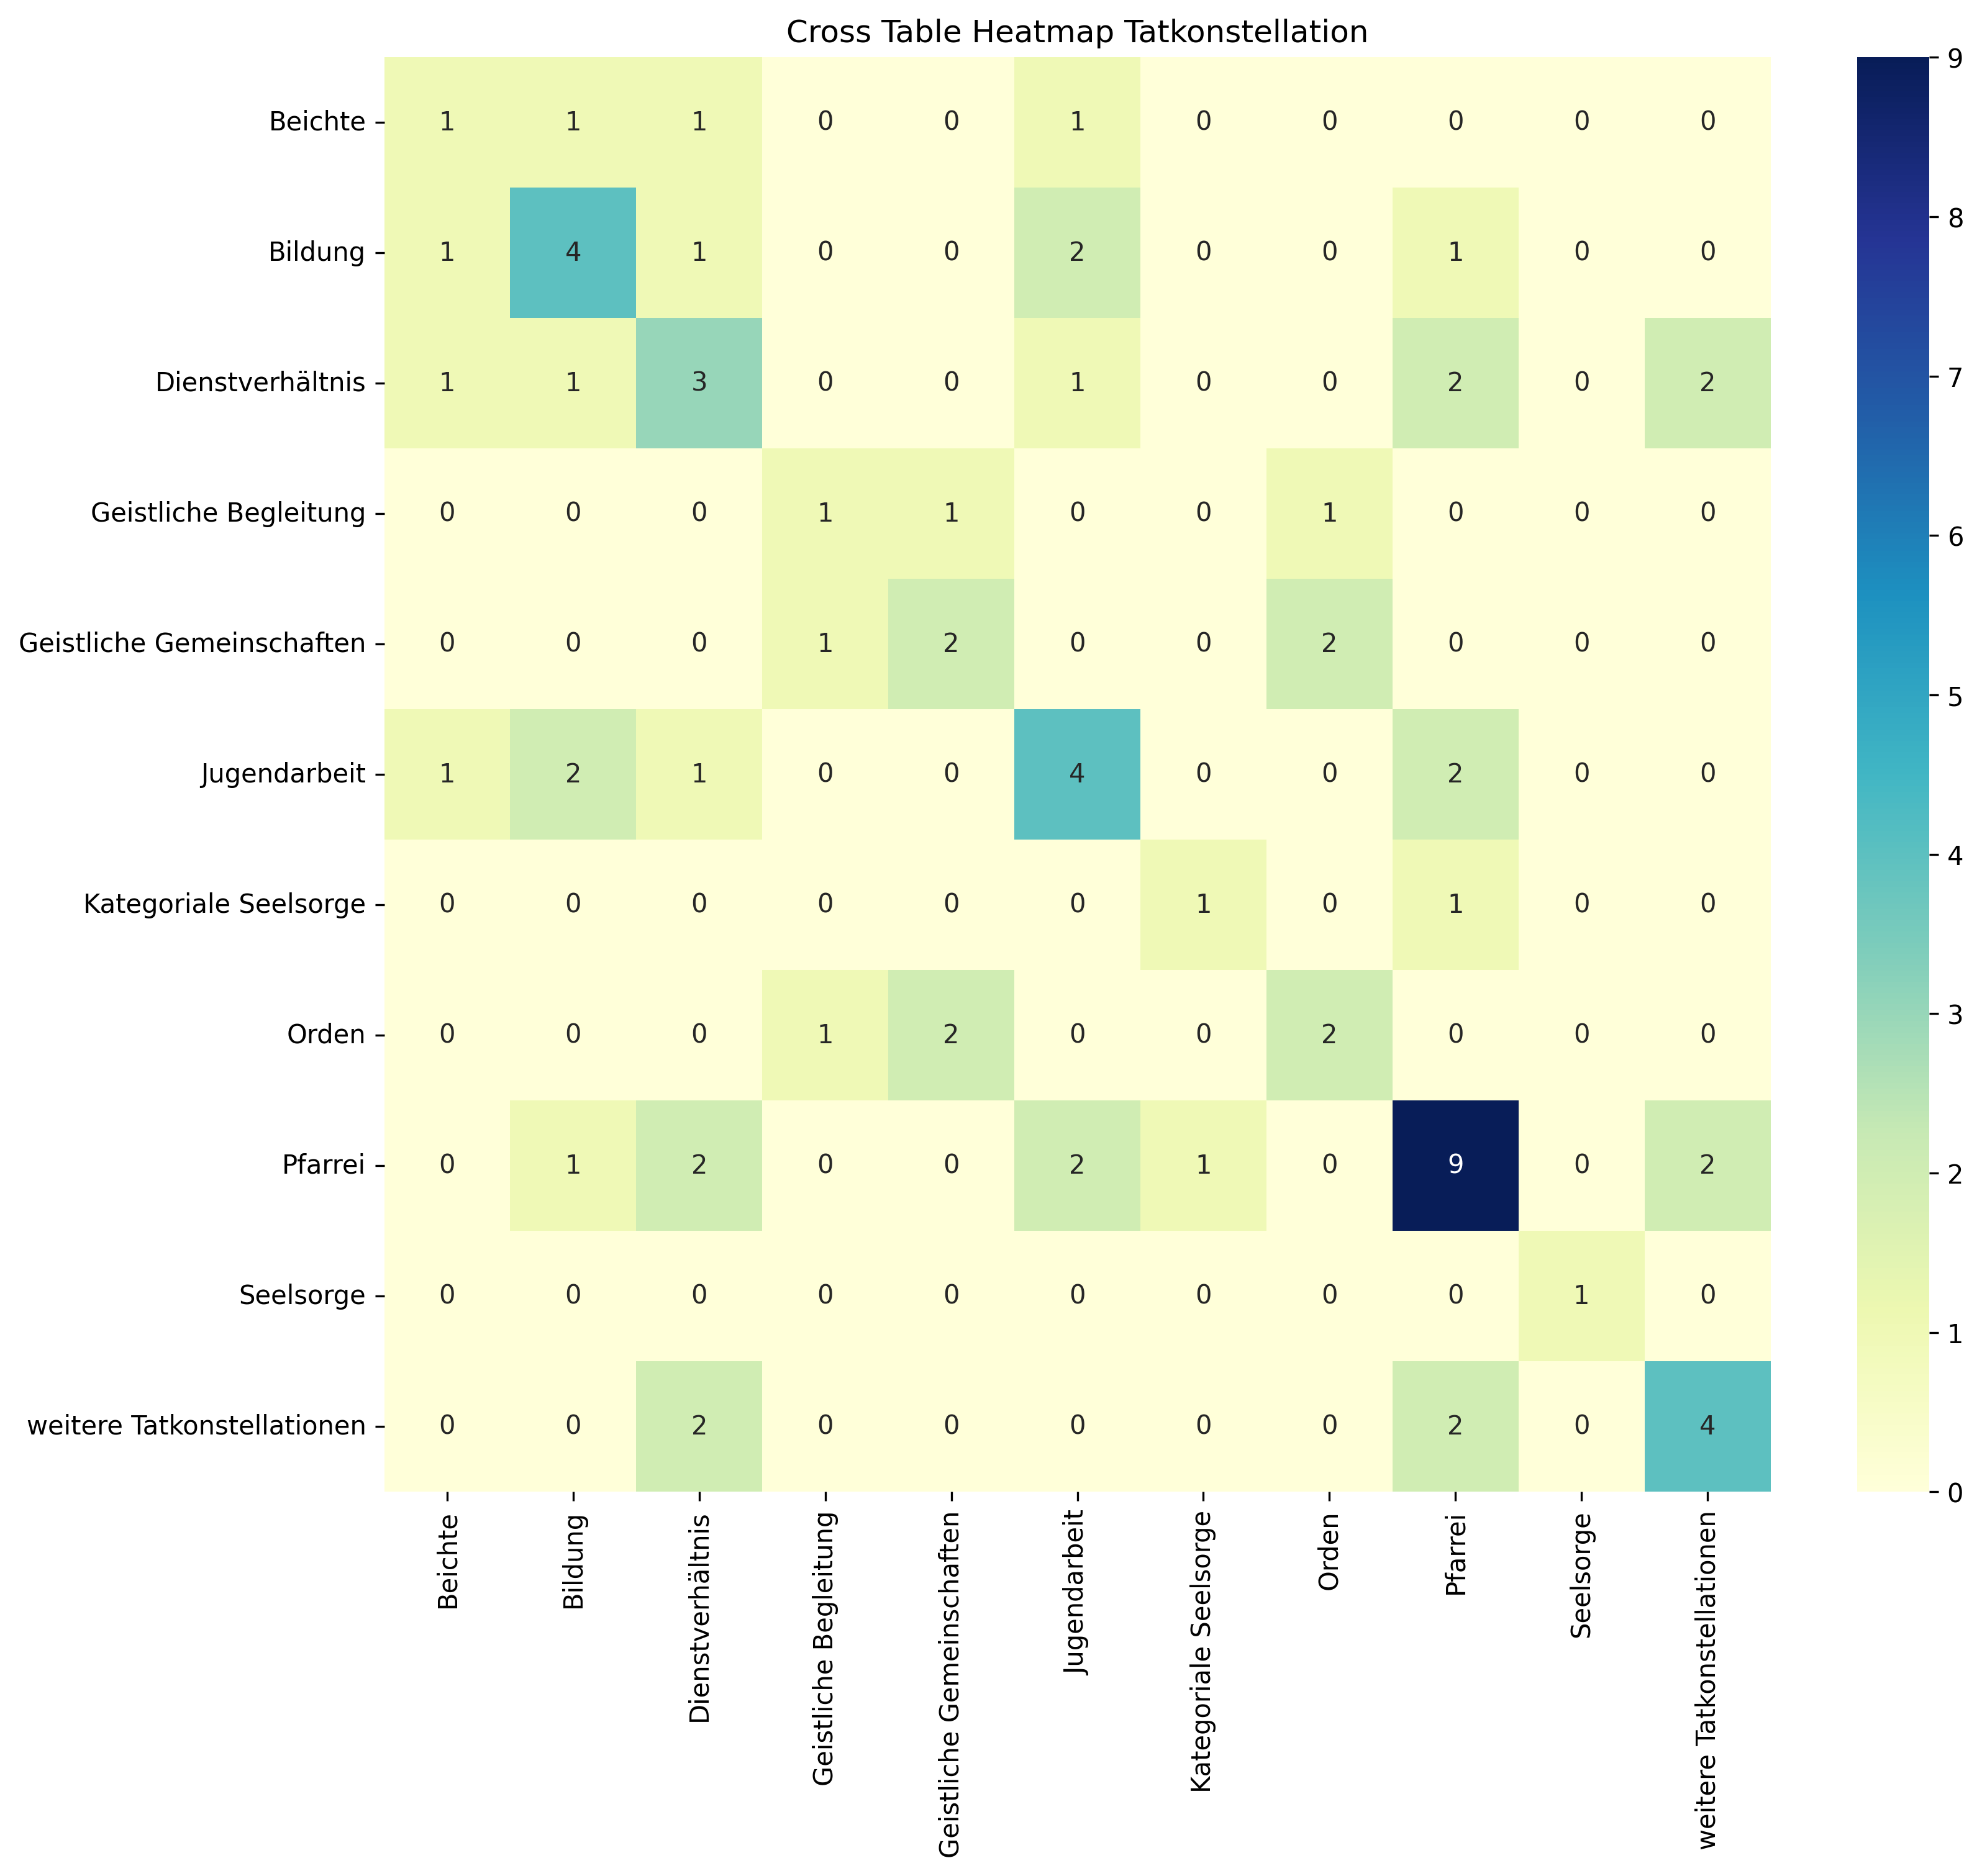 Cross Table Heatmap Tatkonstellation
Beichte 1 1 1 0 0 1 0 0 0 0 0
Bildung 1 4 1 0 0 2 0 0 1 0 0
Dienstverhältnis 1 1 3 0 0 1 0 0 2 0 2
Geistliche Begleitung 0 0 0 1 1 0 0 1 0 0 0
Geistliche Gemeinschaften 0 0 0 1 2 0 0 2 0 0 0
Jugendarbeit 1 2 1 0 0 4 0 0 2 0 0
Kategoriale Seelsorge 0 0 0 0 0 0 1 0 1 0 0
Orden 0 0 0 1 2 0 0 2 0 0 0
Pfarrei 0 1 2 0 0 2 1 0 9 0 2
Seelsorge 0 0 0 0 0 0 0 0 0 1 0
weitere Tatkonstellationen 0 0 2 0 0 0 0 0 2 0 4
Beichte
Bildung
Dienstverhältnis
Geistliche Begleitung
Geistliche Gemeinschaften
Jugendarbeit
Kategoriale Seelsorge
Orden
Pfarrei
Seelsorge
weitere Tatkonstellationen
9
8
7
6
5
4
3
2
1
0